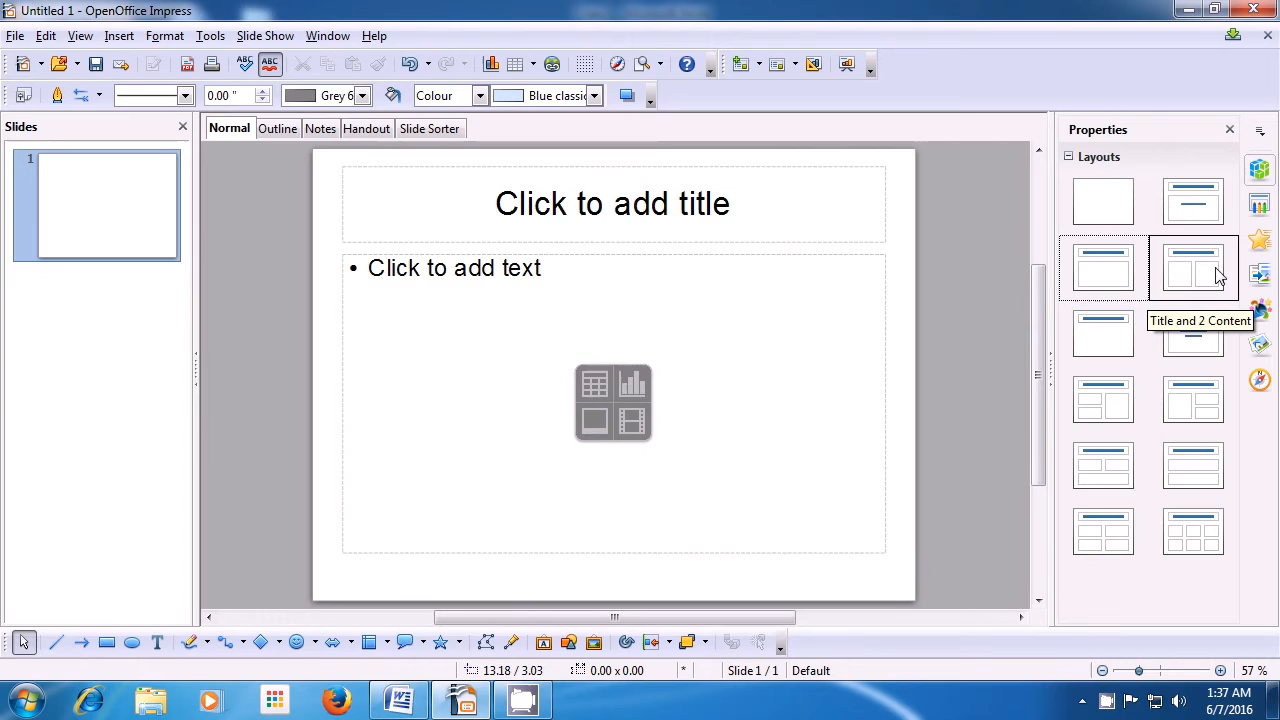 Untitled 1 - OpenOffice Impress
File Edit View Insert Format Tools Slide Show Window Help
PDF ABC ABC
0.00 " Grey 6 Colour Blue classic
Slides
Normal Outline Notes Handout Slide Sorter
Properties
Layouts
1
Click to add title
• Click to add text
Title and 2 Content
13.18 / 3.03 0.00 x 0.00 * Slide 1 / 1 Default 57 %
1:37 AM
6/7/2016